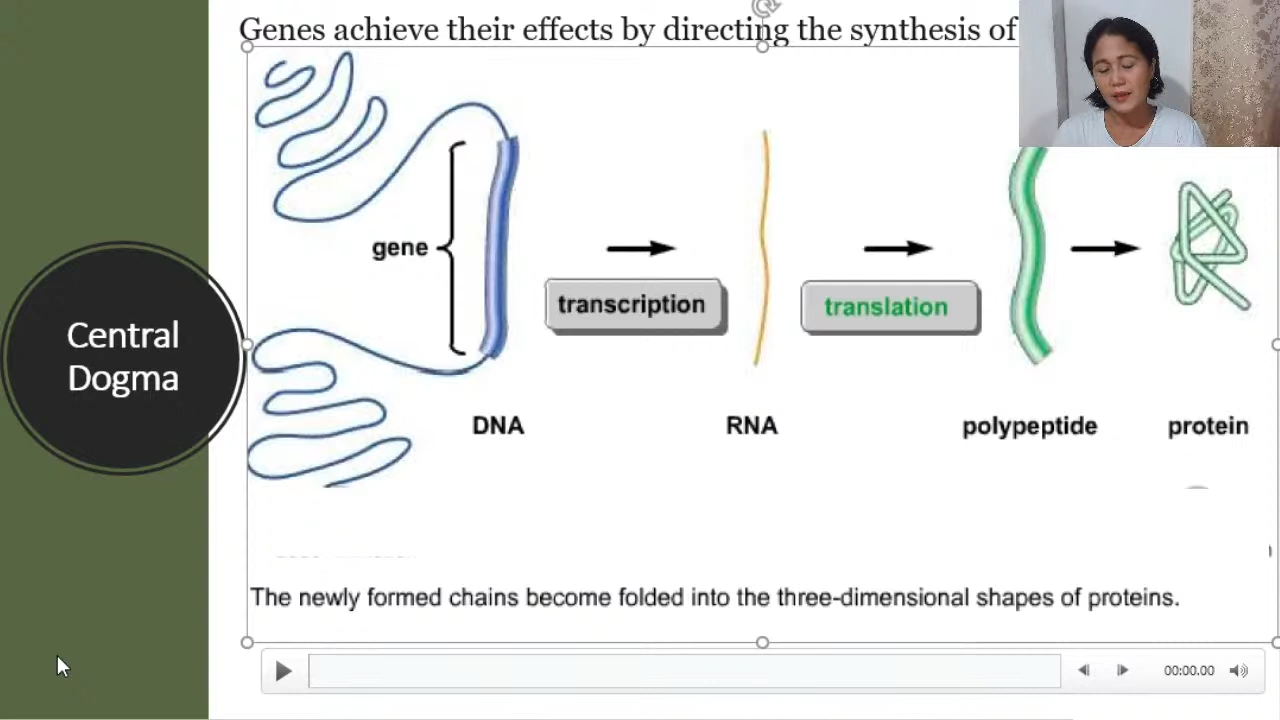 Genes achieve their effects by directing the synthesis of
Central
Dogma
gene
transcription
translation
DNA
RNA
polypeptide
protein
The newly formed chains become folded into the three-dimensional shapes of proteins.
00:00.00